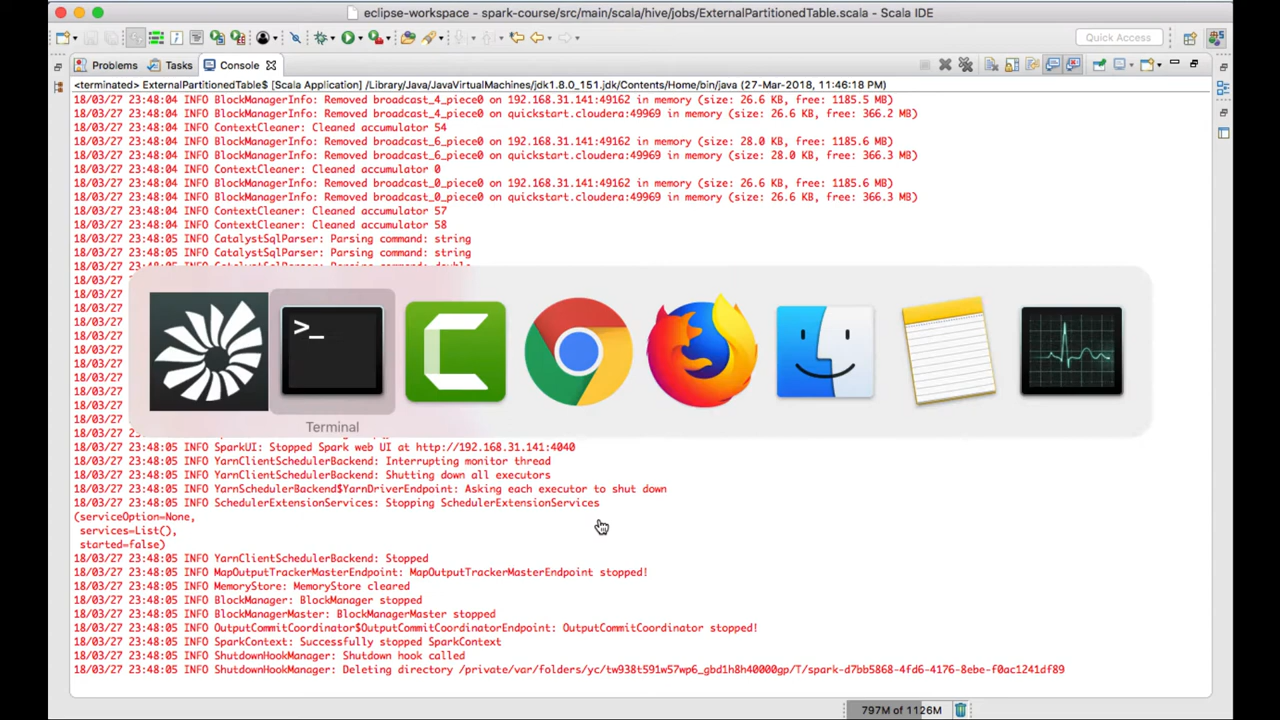 eclipse-workspace - spark-course/src/main/scala/hive/jobs/ExternalPartitionedTable.scala - Scala IDE
Quick Access
Problems Tasks Console
<terminated> ExternalPartitionedTable$ [Scala Application] /Library/Java/JavaVirtualMachines/jdk1.8.0_151.jdk/Contents/Home/bin/java (27-Mar-2018, 11:46:18 PM)
18/03/27 23:48:04 INFO BlockManagerInfo: Removed broadcast_4_piece0 on 192.168.31.141:49162 in memory (size: 26.6 KB, free: 1185.5 MB)
18/03/27 23:48:04 INFO BlockManagerInfo: Removed broadcast_4_piece0 on quickstart.cloudera:49969 in memory (size: 26.6 KB, free: 366.2 MB)
18/03/27 23:48:04 INFO ContextCleaner: Cleaned accumulator 54
18/03/27 23:48:04 INFO BlockManagerInfo: Removed broadcast_6_piece0 on 192.168.31.141:49162 in memory (size: 28.0 KB, free: 1185.6 MB)
18/03/27 23:48:04 INFO BlockManagerInfo: Removed broadcast_6_piece0 on quickstart.cloudera:49969 in memory (size: 28.0 KB, free: 366.3 MB)
18/03/27 23:48:04 INFO ContextCleaner: Cleaned accumulator 0
18/03/27 23:48:04 INFO BlockManagerInfo: Removed broadcast_0_piece0 on 192.168.31.141:49162 in memory (size: 26.6 KB, free: 1185.6 MB)
18/03/27 23:48:04 INFO BlockManagerInfo: Removed broadcast_0_piece0 on quickstart.cloudera:49969 in memory (size: 26.6 KB, free: 366.3 MB)
18/03/27 23:48:04 INFO ContextCleaner: Cleaned accumulator 57
18/03/27 23:48:04 INFO ContextCleaner: Cleaned accumulator 58
18/03/27 23:48:05 INFO CatalystSqlParser: Parsing command: string
18/03/27 23:48:05 INFO CatalystSqlParser: Parsing command: string
18/03/27 23:48:05 INFO CatalystSqlParser: Parsing command: double
>_
Terminal
18/03/27 23:48:05 INFO SparkUI: Stopped Spark web UI at http://192.168.31.141:4040
18/03/27 23:48:05 INFO YarnClientSchedulerBackend: Interrupting monitor thread
18/03/27 23:48:05 INFO YarnClientSchedulerBackend: Shutting down all executors
18/03/27 23:48:05 INFO YarnSchedulerBackend$YarnDriverEndpoint: Asking each executor to shut down
18/03/27 23:48:05 INFO SchedulerExtensionServices: Stopping SchedulerExtensionServices
(serviceOption=None,
services=List(),
started=false)
18/03/27 23:48:05 INFO YarnClientSchedulerBackend: Stopped
18/03/27 23:48:05 INFO MapOutputTrackerMasterEndpoint: MapOutputTrackerMasterEndpoint stopped!
18/03/27 23:48:05 INFO MemoryStore: MemoryStore cleared
18/03/27 23:48:05 INFO BlockManager: BlockManager stopped
18/03/27 23:48:05 INFO BlockManagerMaster: BlockManagerMaster stopped
18/03/27 23:48:05 INFO OutputCommitCoordinator$OutputCommitCoordinatorEndpoint: OutputCommitCoordinator stopped!
18/03/27 23:48:05 INFO SparkContext: Successfully stopped SparkContext
18/03/27 23:48:05 INFO ShutdownHookManager: Shutdown hook called
18/03/27 23:48:05 INFO ShutdownHookManager: Deleting directory /private/var/folders/yc/tw938t591w57wp6_gbd1h8h40000gp/T/spark-d7bb5868-4fd6-4176-8ebe-f0ac1241df89
797M of 1126M